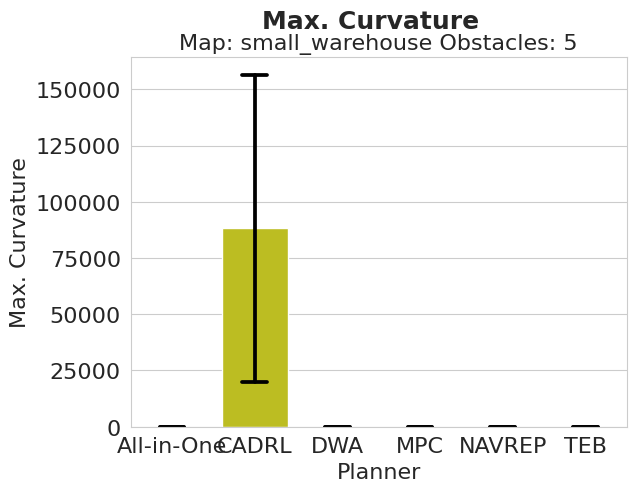 Max. Curvature
Map: small_warehouse Obstacles: 5
Max. Curvature
150000
125000
100000
75000
50000
25000
0
All-in-One CADRL DWA MPC NAVREP TEB
Planner